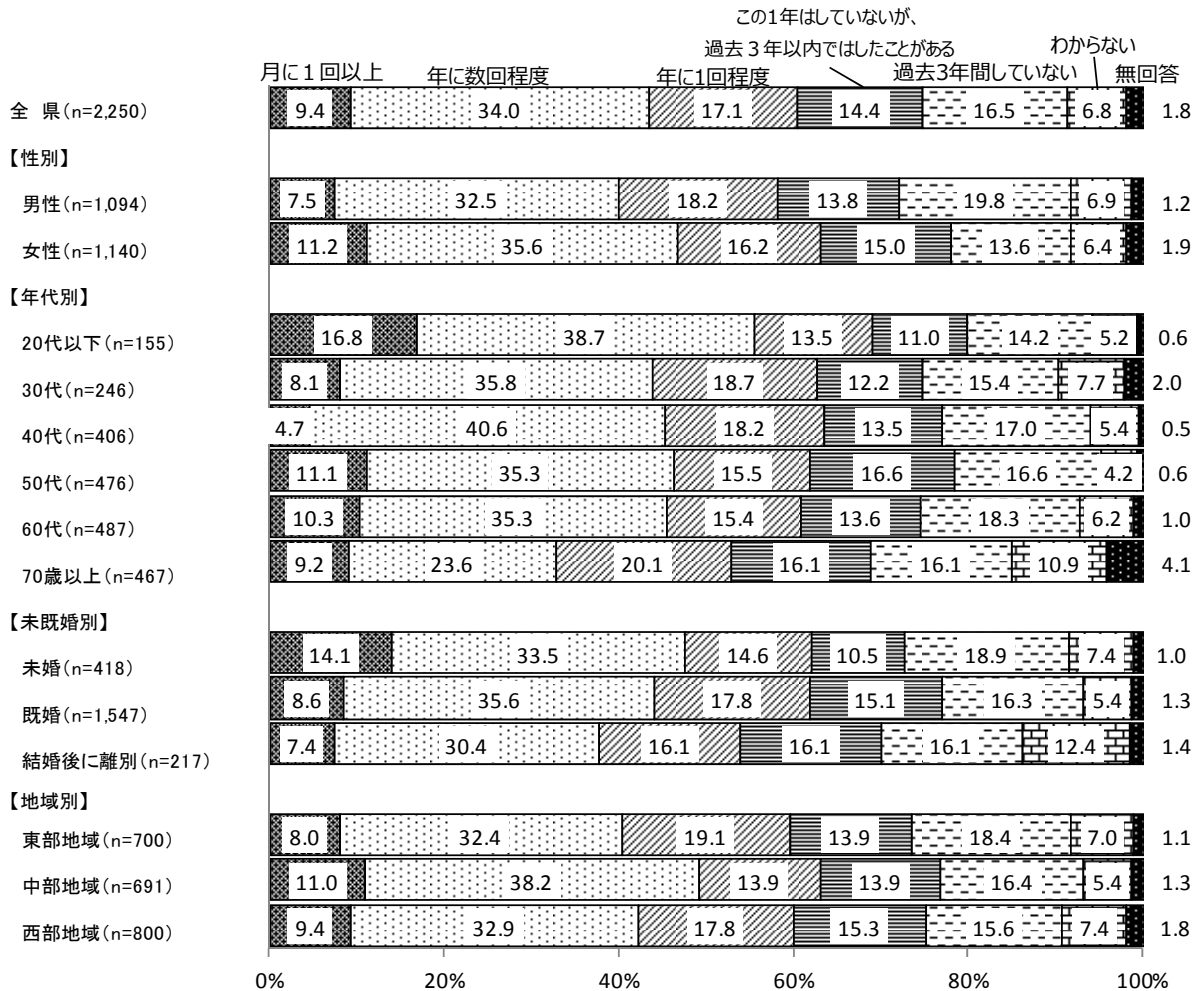 この1年はしていないが、
過去３年以内ではしたことがある
わからない
月に１回以上 年に数回程度 年に1回程度 過去3年間していない 無回答
全 県(n=2,250) 9.4 34.0 17.1 14.4 16.5 6.8 1.8
【性別】
男性(n=1,094) 7.5 32.5 18.2 13.8 19.8 6.9 1.2
女性(n=1,140) 11.2 35.6 16.2 15.0 13.6 6.4 1.9
【年代別】
20代以下(n=155) 16.8 38.7 13.5 11.0 14.2 5.2 0.6
30代(n=246) 8.1 35.8 18.7 12.2 15.4 7.7 2.0
40代(n=406) 4.7 40.6 18.2 13.5 17.0 5.4 0.5
50代(n=476) 11.1 35.3 15.5 16.6 16.6 4.2 0.6
60代(n=487) 10.3 35.3 15.4 13.6 18.3 6.2 1.0
70歳以上(n=467) 9.2 23.6 20.1 16.1 16.1 10.9 4.1
【未既婚別】
未婚(n=418) 14.1 33.5 14.6 10.5 18.9 7.4 1.0
既婚(n=1,547) 8.6 35.6 17.8 15.1 16.3 5.4 1.3
結婚後に離別(n=217) 7.4 30.4 16.1 16.1 16.1 12.4 1.4
【地域別】
東部地域(n=700) 8.0 32.4 19.1 13.9 18.4 7.0 1.1
中部地域(n=691) 11.0 38.2 13.9 13.9 16.4 5.4 1.3
西部地域(n=800) 9.4 32.9 17.8 15.3 15.6 7.4 1.8
0% 20% 40% 60% 80% 100%